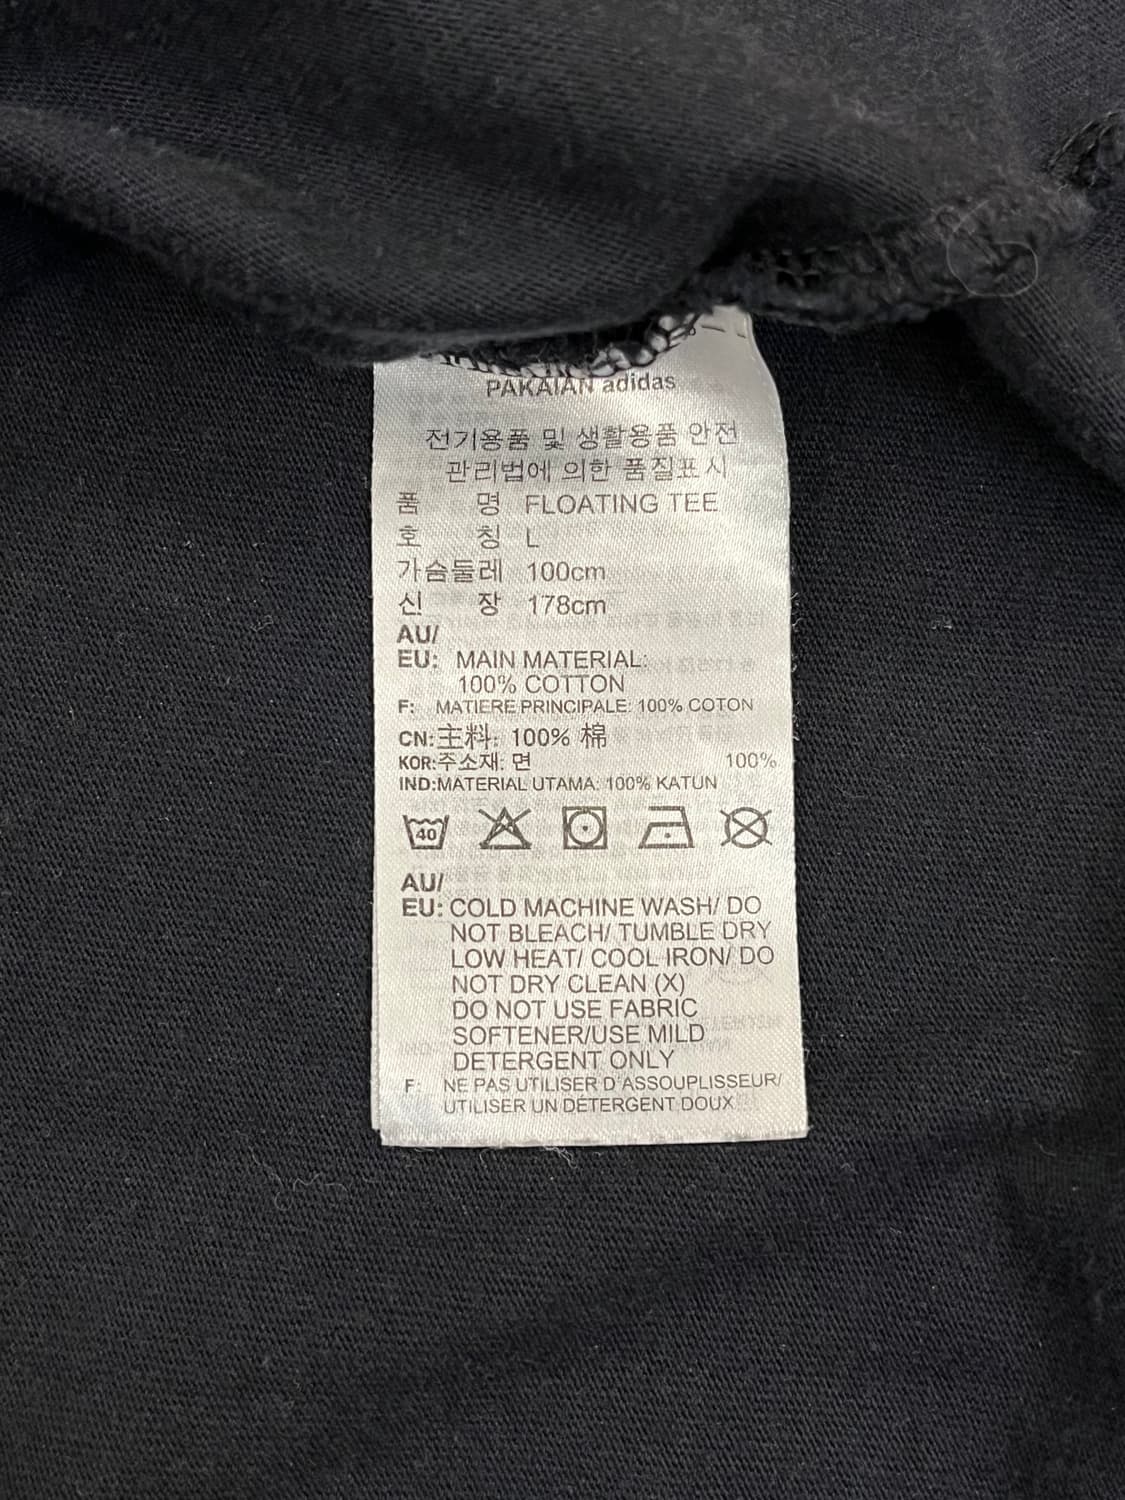 PAKAIAN adidas
전기용품 및 생활용품 안전
관리법에 의한 품질표시
품 명 FLOATING TEE
호 칭 L
가슴둘레 100cm
신 장 178cm
AU/
EU: MAIN MATERIAL:
100% COTTON
F: MATIERE PRINCIPALE: 100% COTON
CN:主料: 100% 棉
KOR:주소재: 면 100%
IND:MATERIAL UTAMA: 100% KATUN
40
AU/
EU: COLD MACHINE WASH/ DO
NOT BLEACH/ TUMBLE DRY
LOW HEAT/ COOL IRON/ DO
NOT DRY CLEAN (X)
DO NOT USE FABRIC
SOFTENER/USE MILD
DETERGENT ONLY
F: NE PAS UTILISER D'ASSOUPLISSEUR/
UTILISER UN DÉTERGENT DOUX